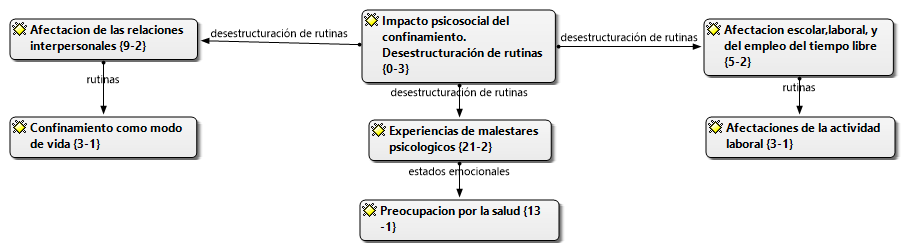 Afectacion de las relaciones
interpersonales {9-2}
desestructuración de rutinas
Impacto psicosocial del
confinamiento.
Desestructuración de rutinas
{0-3}
desestructuración de rutinas
Afectacion escolar,laboral, y
del empleo del tiempo libre
{5-2}
rutinas
desestructuración de rutinas
rutinas
Confinamiento como modo
de vida {3-1}
Experiencias de malestares
psicologicos {21-2}
Afectaciones de la actividad
laboral {3-1}
estados emocionales
Preocupacion por la salud {13
-1}